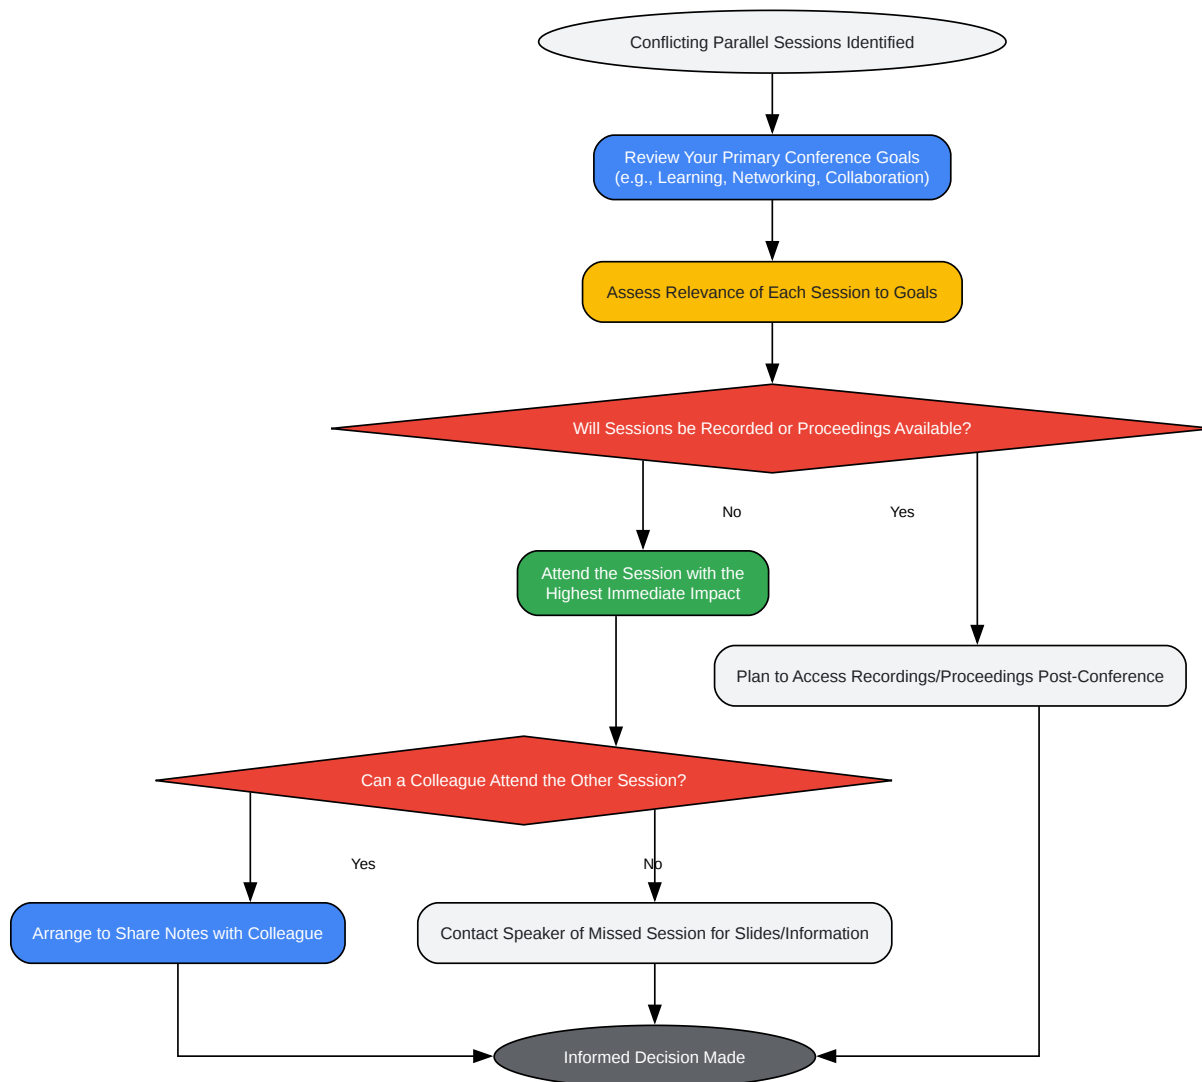 Conflicting Parallel Sessions Identified
Review Your Primary Conference Goals
(e.g., Learning, Networking, Collaboration)
Assess Relevance of Each Session to Goals
Will Sessions be Recorded or Proceedings Available?
No
Yes
Attend the Session with the
Highest Immediate Impact
Plan to Access Recordings/Proceedings Post-Conference
Can a Colleague Attend the Other Session?
Yes
No
Arrange to Share Notes with Colleague
Contact Speaker of Missed Session for Slides/Information
Informed Decision Made